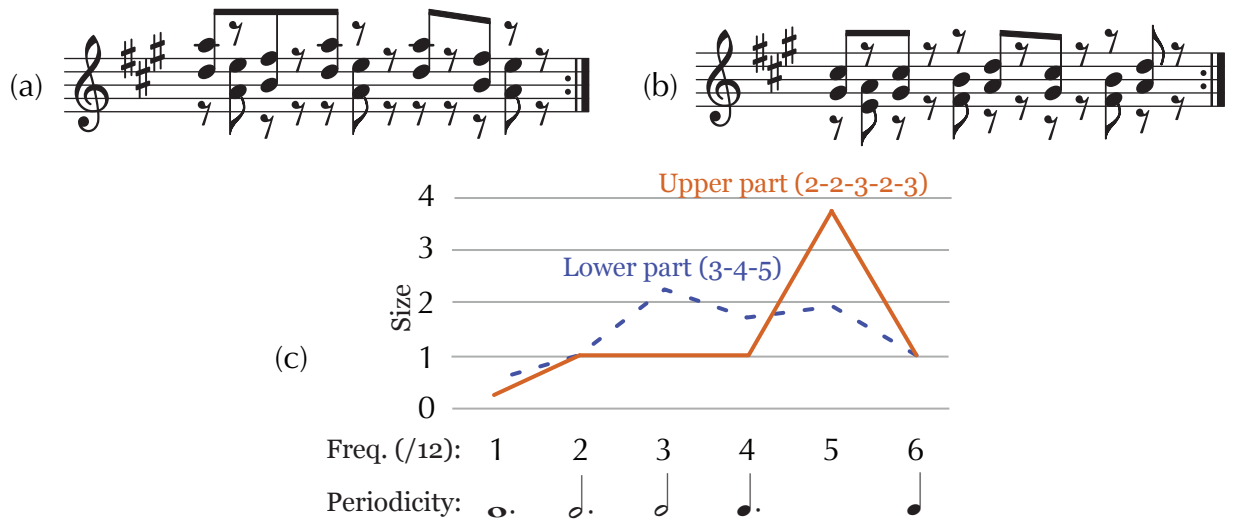 (a)
(b)
4
Upper part (2-2-3-2-3)
3
Lower part (3-4-5)
2
Size
(c)
1
0
Freq. (/12): 1 2 3 4 5 6
Periodicity: